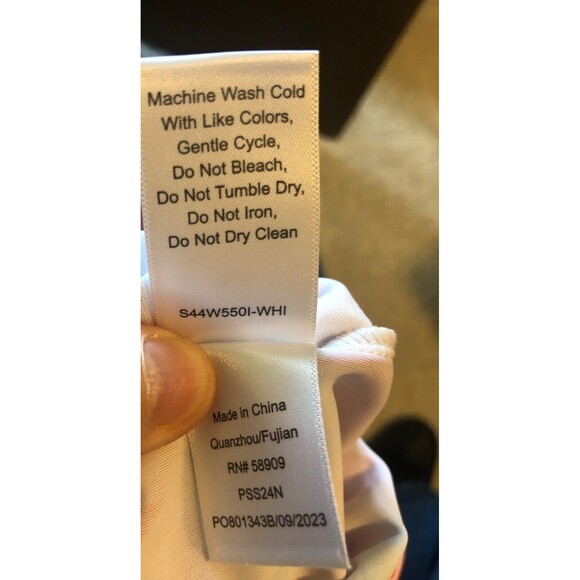 Machine Wash Cold
With Like Colors,
Gentle Cycle,
Do Not Bleach,
Do Not Tumble Dry,
Do Not Iron,
Do Not Dry Clean
S44W550I-WHI
Made in China
Quanzhou/Fujian
RN# 58909
PSS24N
PO801343B/09/2023